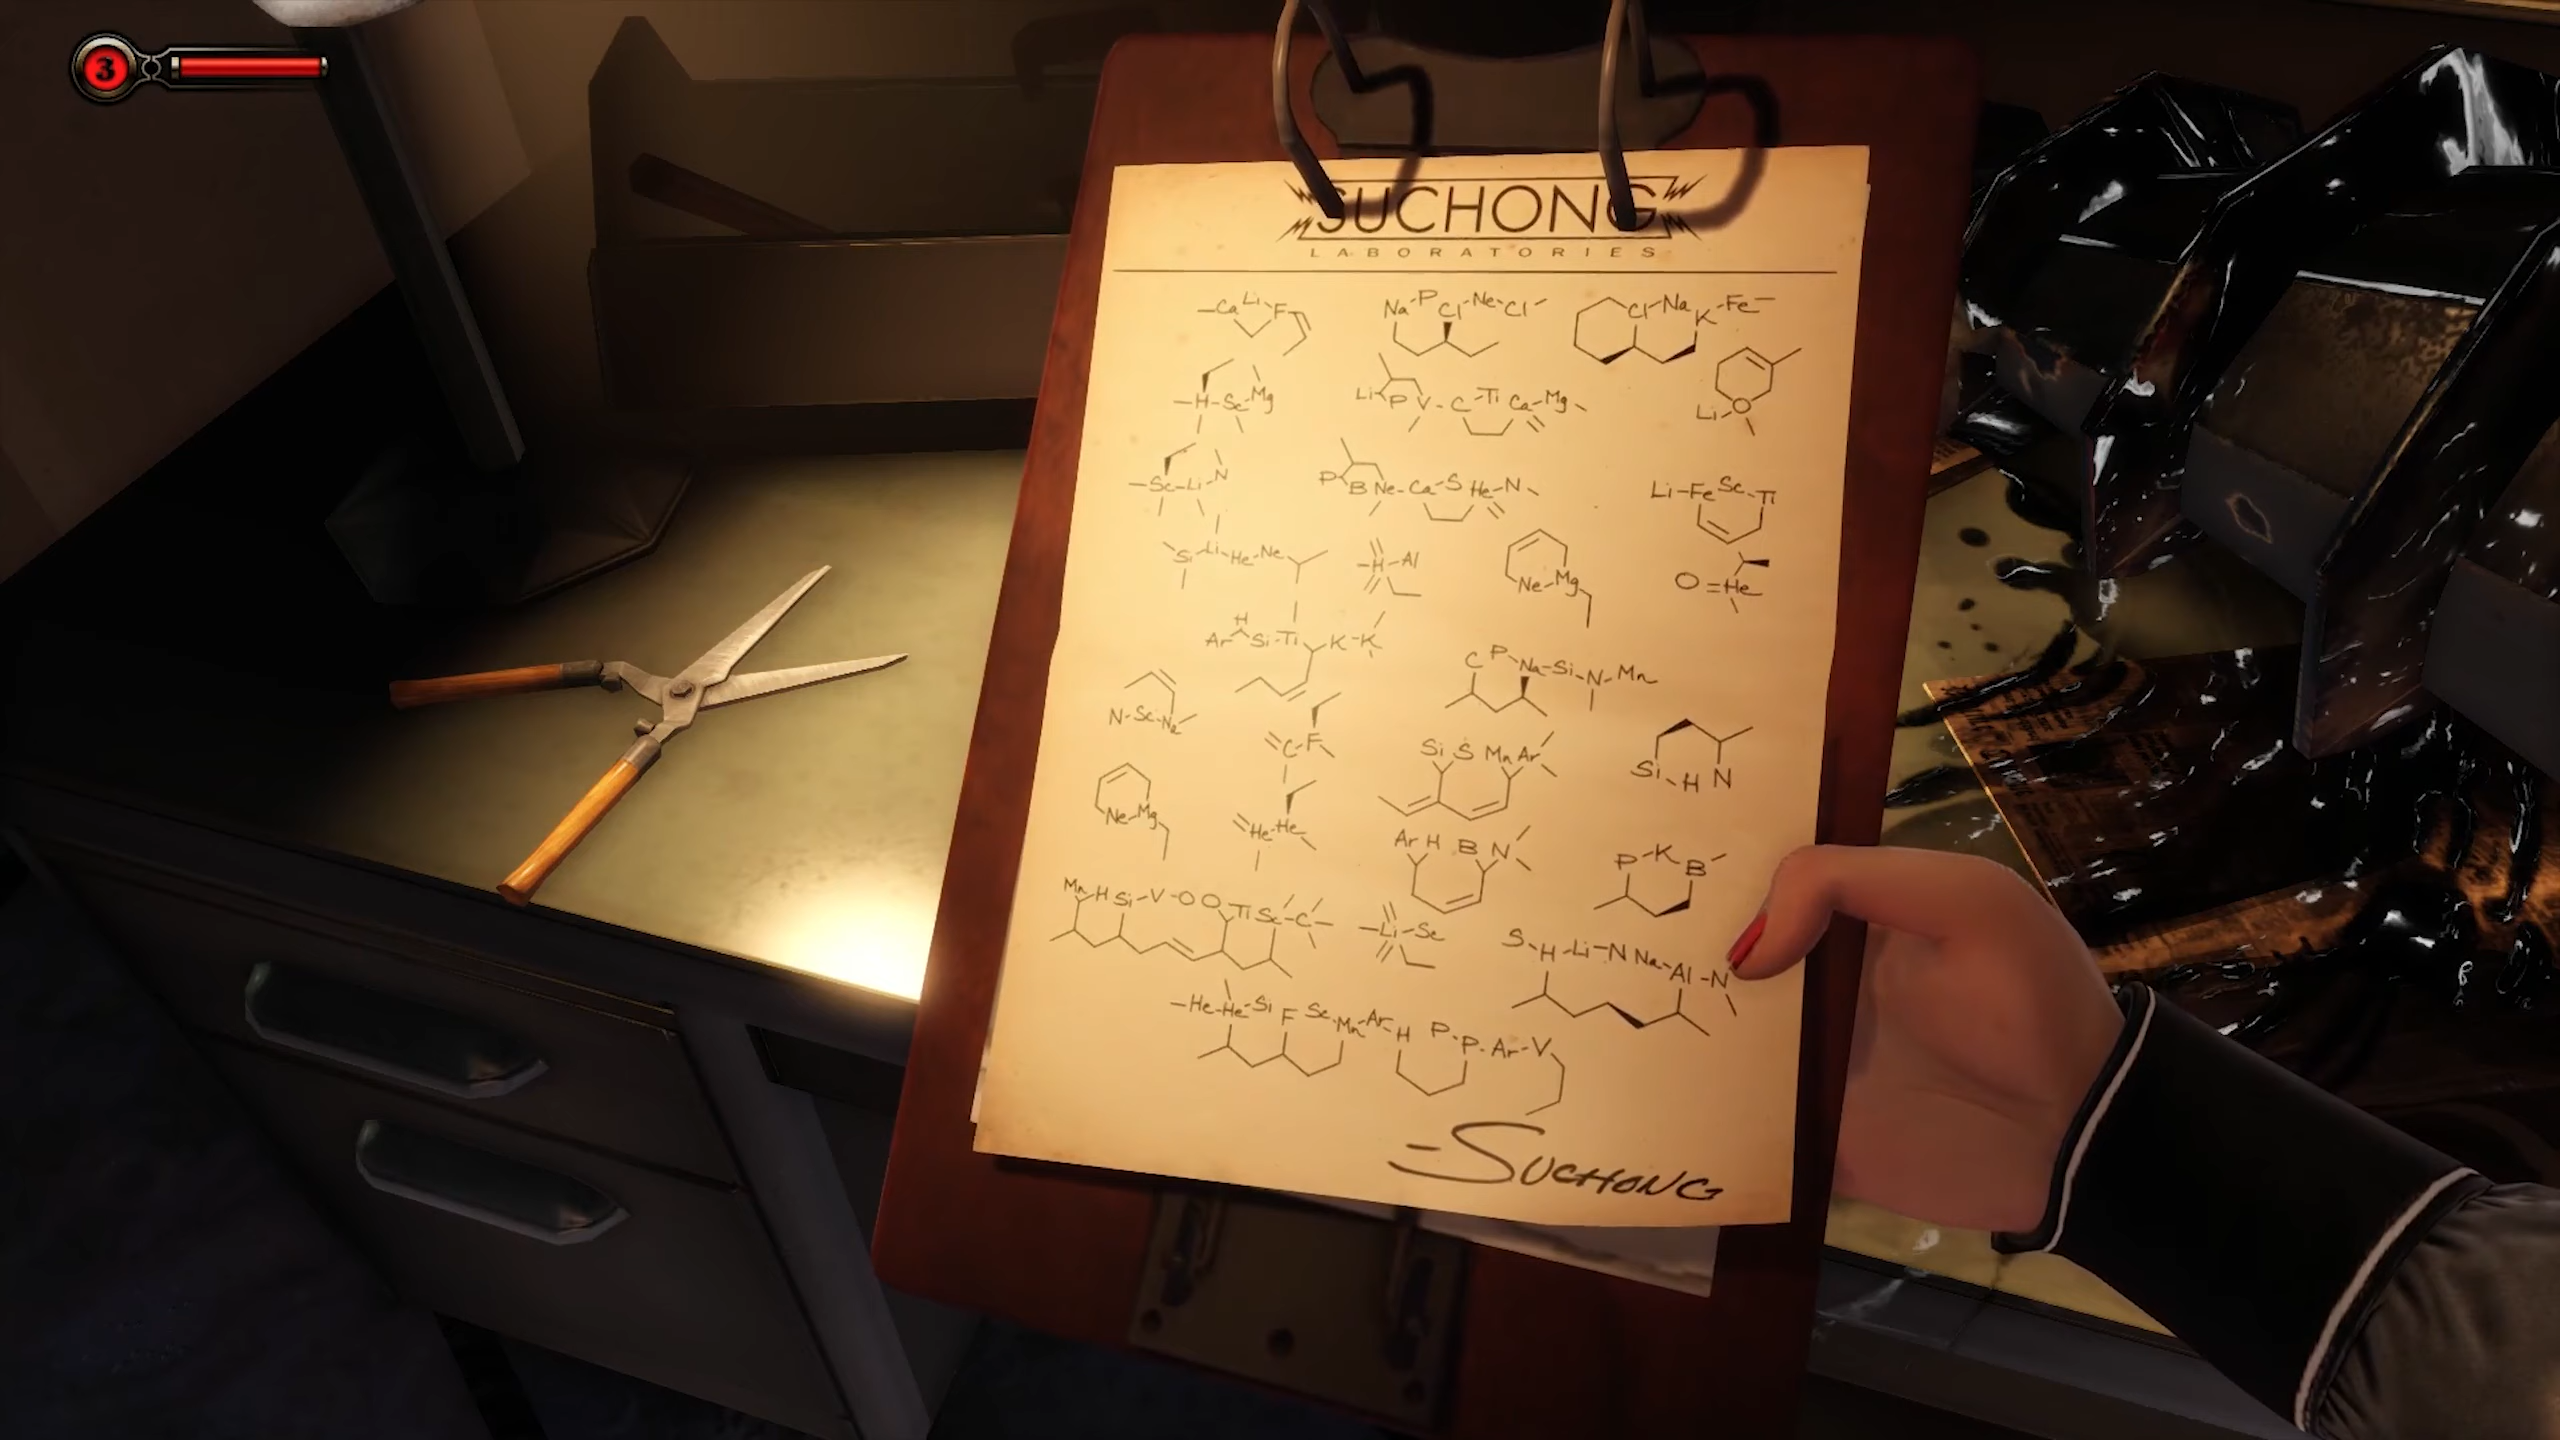 3
SUCHONG
LABORATORIES
Ca Li F
Na P Cl Ne Cl
Cl Na K Fe
H Sc Mg
Li P V C Ti Ca Mg
Li O
Sc Li N
P B Ne Ca S He N
Li Fe Sc Ti
Si Li He Ne
H Al
Ne Mg
O = He
Ar H Si Ti K K
C P Na Si N Mn
N Sc Na
C F
Si S Mn Ar
Si H N
Ne Mg
He He
Ar H B N
P K B
Mn H Si V O O Ti Sc C
Li Sc
S H Li N Na Al N
He He Si F Sc Mn Ar H P P Ar V
-SUCHONG